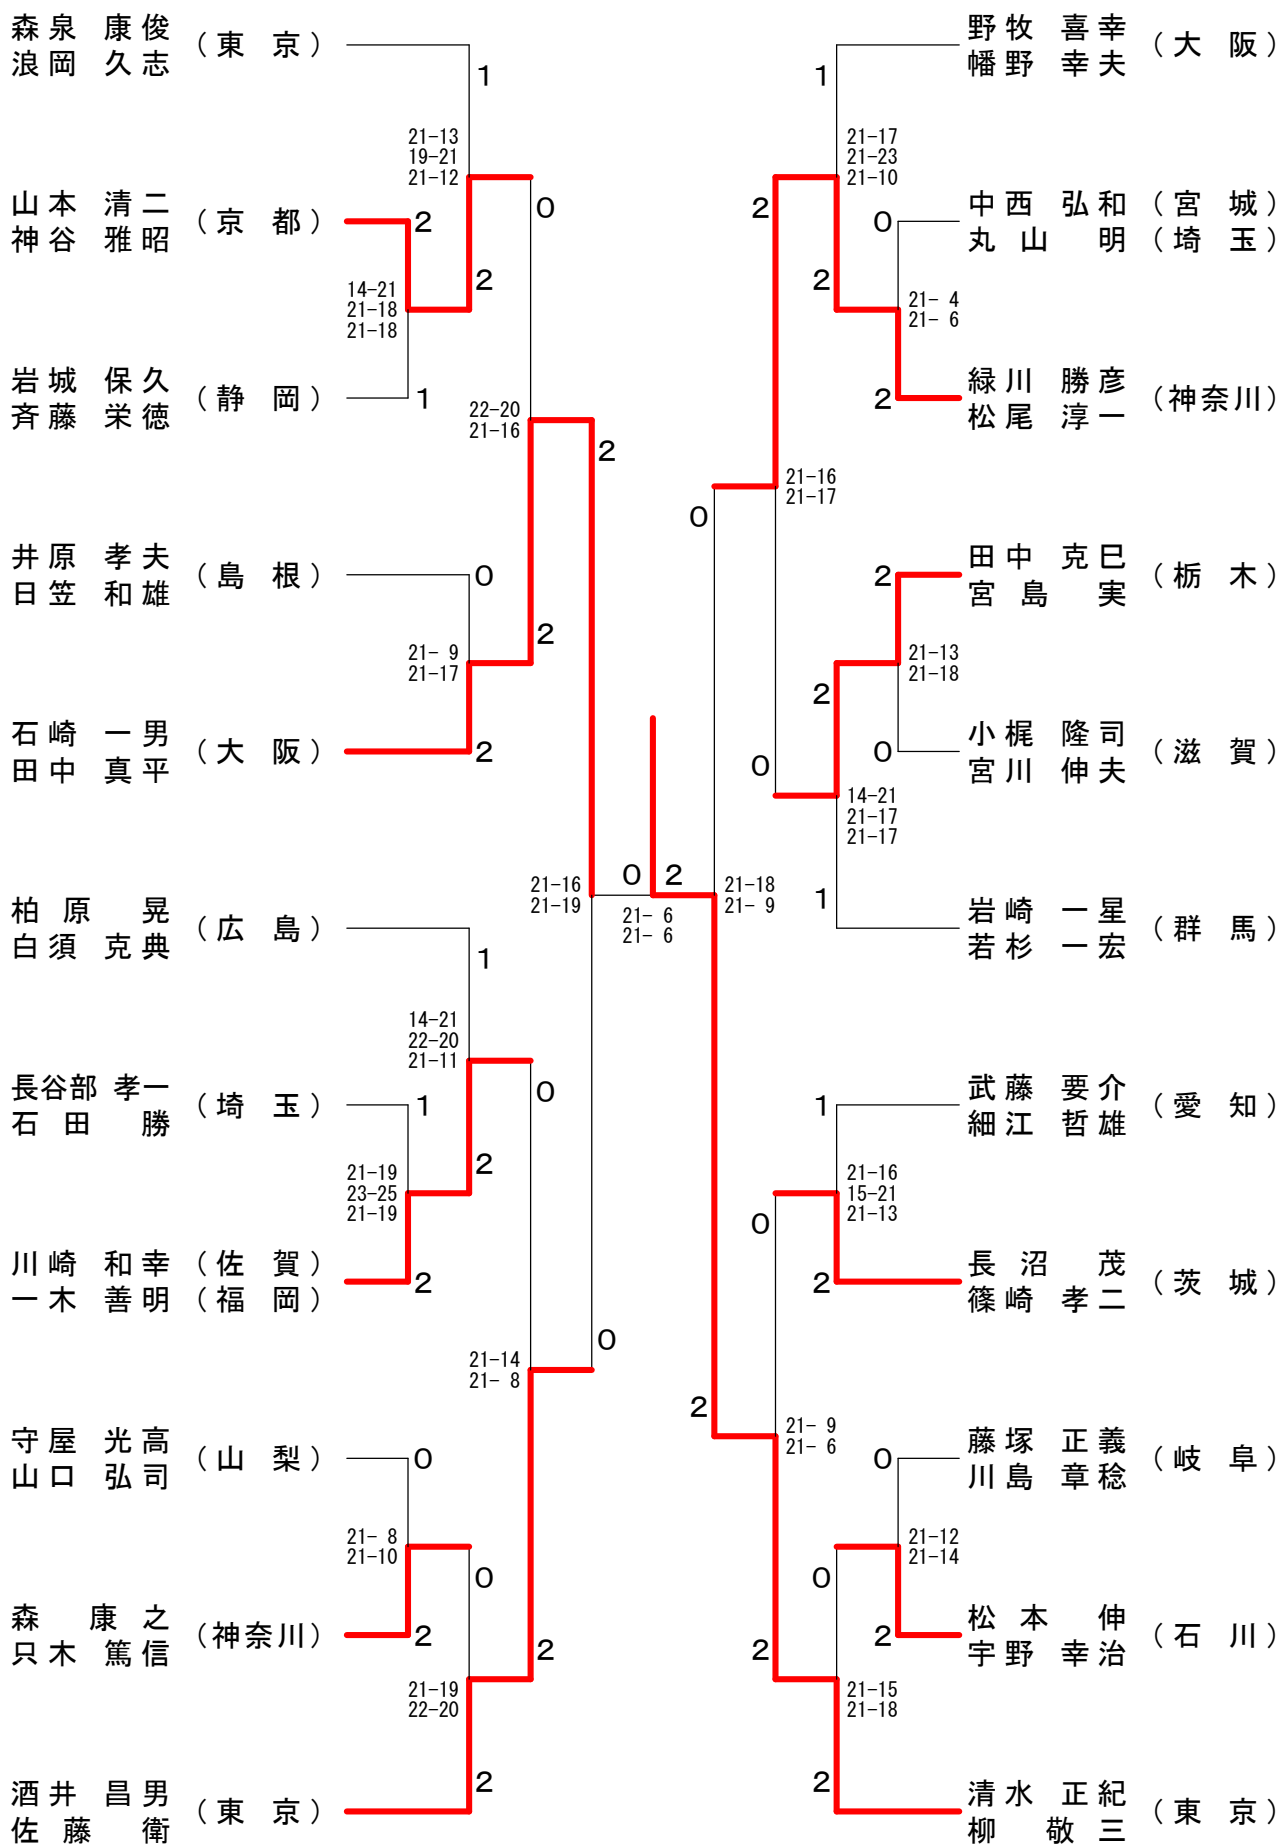 森泉 康俊
浪岡 久志
(東 京)
1
21-13
19-21
21-12
0
山本 清二
神谷 雅昭
(京 都)
2
2
14-21
21-18
21-18
岩城 保久
斉藤 栄徳
(静 岡)
1
22-20
21-16
2
井原 孝夫
日笠 和雄
(島 根)
0
2
21- 9
21-17
石崎 一男
田中 真平
(大 阪)
2
21-16
21-19
0
2
21- 6
21- 6
柏原 晃
白須 克典
(広 島)
1
14-21
22-20
21-11
0
長谷部 孝一
石田 勝
(埼 玉)
1
2
21-19
23-25
21-19
川崎 和幸
一木 善明
(佐 賀)
(福 岡)
2
0
21-14
21- 8
守屋 光高
山口 弘司
(山 梨)
0
21- 8
21-10
0
森 康之
只木 篤信
(神奈川)
2
2
21-19
22-20
酒井 昌男
佐藤 衛
(東 京)
2
野牧 喜幸
幡野 幸夫
(大 阪)
1
21-17
21-23
21-10
2
中西 弘和
丸山 明
(宮 城)
(埼 玉)
0
2
21- 4
21- 6
緑川 勝彦
松尾 淳一
(神奈川)
2
21-16
21-17
0
田中 克巳
宮島 実
(栃 木)
2
21-13
21-18
2
小梶 隆司
宮川 伸夫
(滋 賀)
0
0
14-21
21-17
21-17
岩崎 一星
若杉 一宏
(群 馬)
1
21-18
21- 9
武藤 要介
細江 哲雄
(愛 知)
1
21-16
15-21
21-13
0
長沼 茂
篠崎 孝二
(茨 城)
2
2
21- 9
21- 6
藤塚 正義
川島 章稔
(岐 阜)
0
21-12
21-14
0
松本 伸
宇野 幸治
(石 川)
2
2
21-15
21-18
清水 正紀
柳 敬三
(東 京)
2